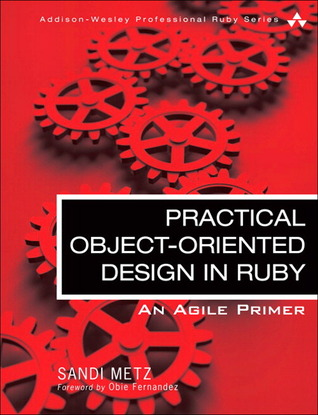 Addison-Wesley Professional Ruby Series
PRACTICAL
OBJECT-ORIENTED
DESIGN IN RUBY
AN AGILE PRIMER
SANDI METZ
Foreword by Obie Fernandez